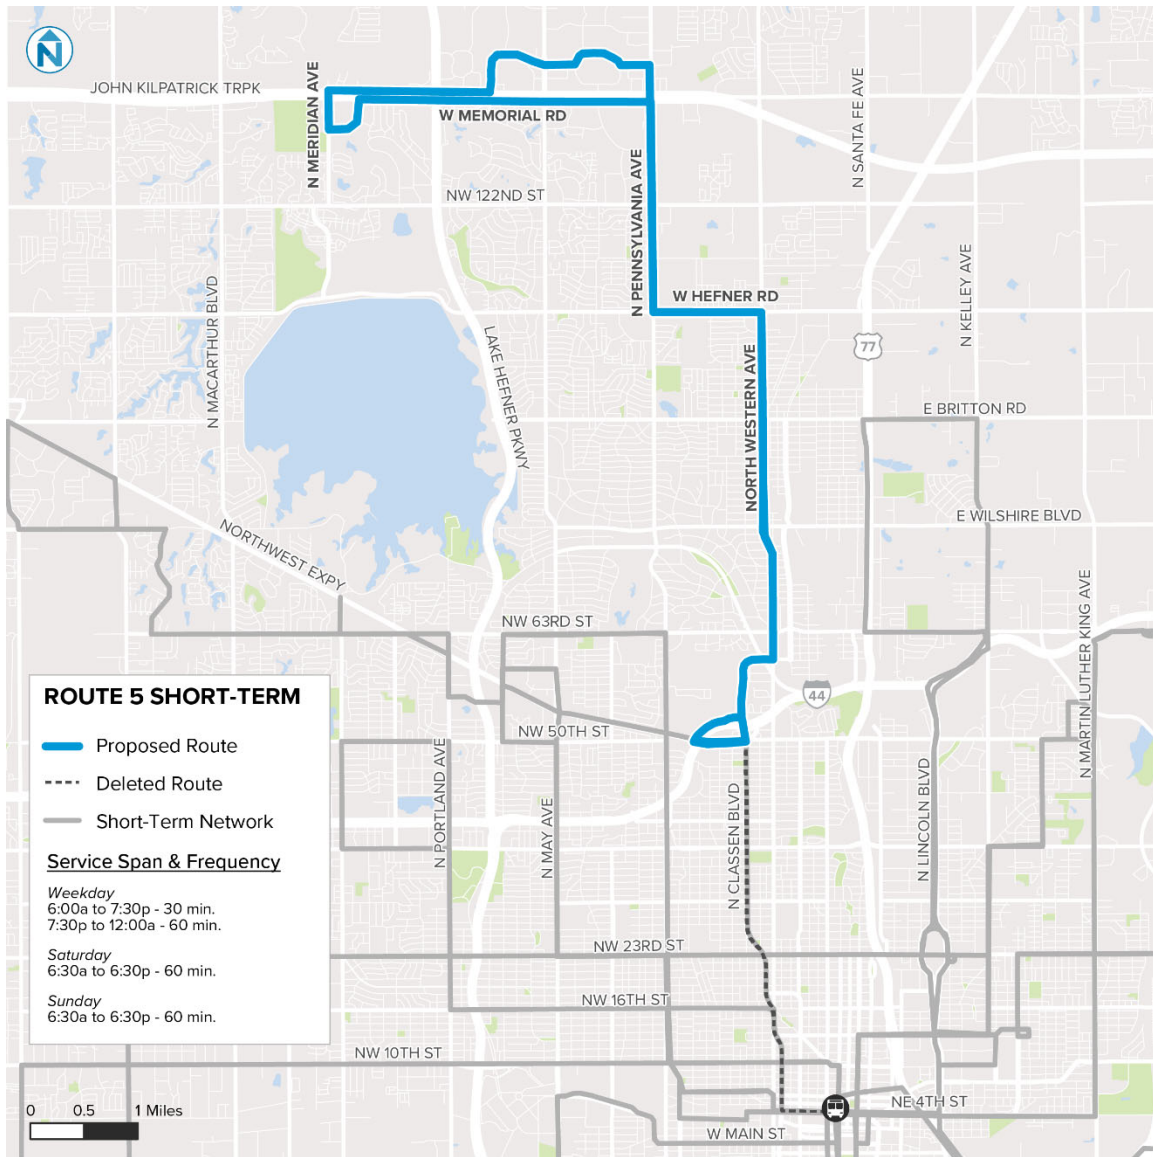 N
JOHN KILPATRICK TRPK
N MERIDIAN AVE
W MEMORIAL RD
N SANTA FE AVE
NW 122ND ST
N PENNSYLVANIA AVE
N MACARTHUR BLVD
W HEFNER RD
N KELLEY AVE
LAKE HEFNER PKWY
77
NORTH WESTERN AVE
E BRITTON RD
NORTHWEST EXPY
E WILSHIRE BLVD
NW 63RD ST
N MARTIN LUTHER KING AVE
44
NW 50TH ST
N PORTLAND AVE
N MAY AVE
N CLASSEN BLVD
N LINCOLN BLVD
NW 23RD ST
NW 16TH ST
NW 10TH ST
NE 4TH ST
W MAIN ST
ROUTE 5 SHORT-TERM
Proposed Route
Deleted Route
Short-Term Network
Service Span & Frequency
Weekday
6:00a to 7:30p - 30 min.
7:30p to 12:00a - 60 min.
Saturday
6:30a to 6:30p - 60 min.
Sunday
6:30a to 6:30p - 60 min.
0 0.5 1 Miles